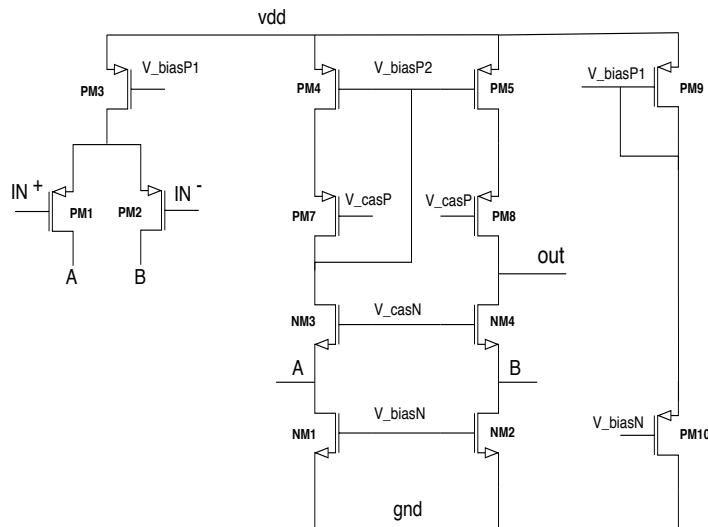 vdd
V_biasP1
PM3
PM4
V_biasP2
PM5
V_biasP1
PM9
IN +
PM1
PM2
IN -
PM7
V_casP
V_casP
PM8
A
B
out
NM3
V_casN
NM4
A
B
NM1
V_biasN
NM2
V_biasN
PM10
gnd